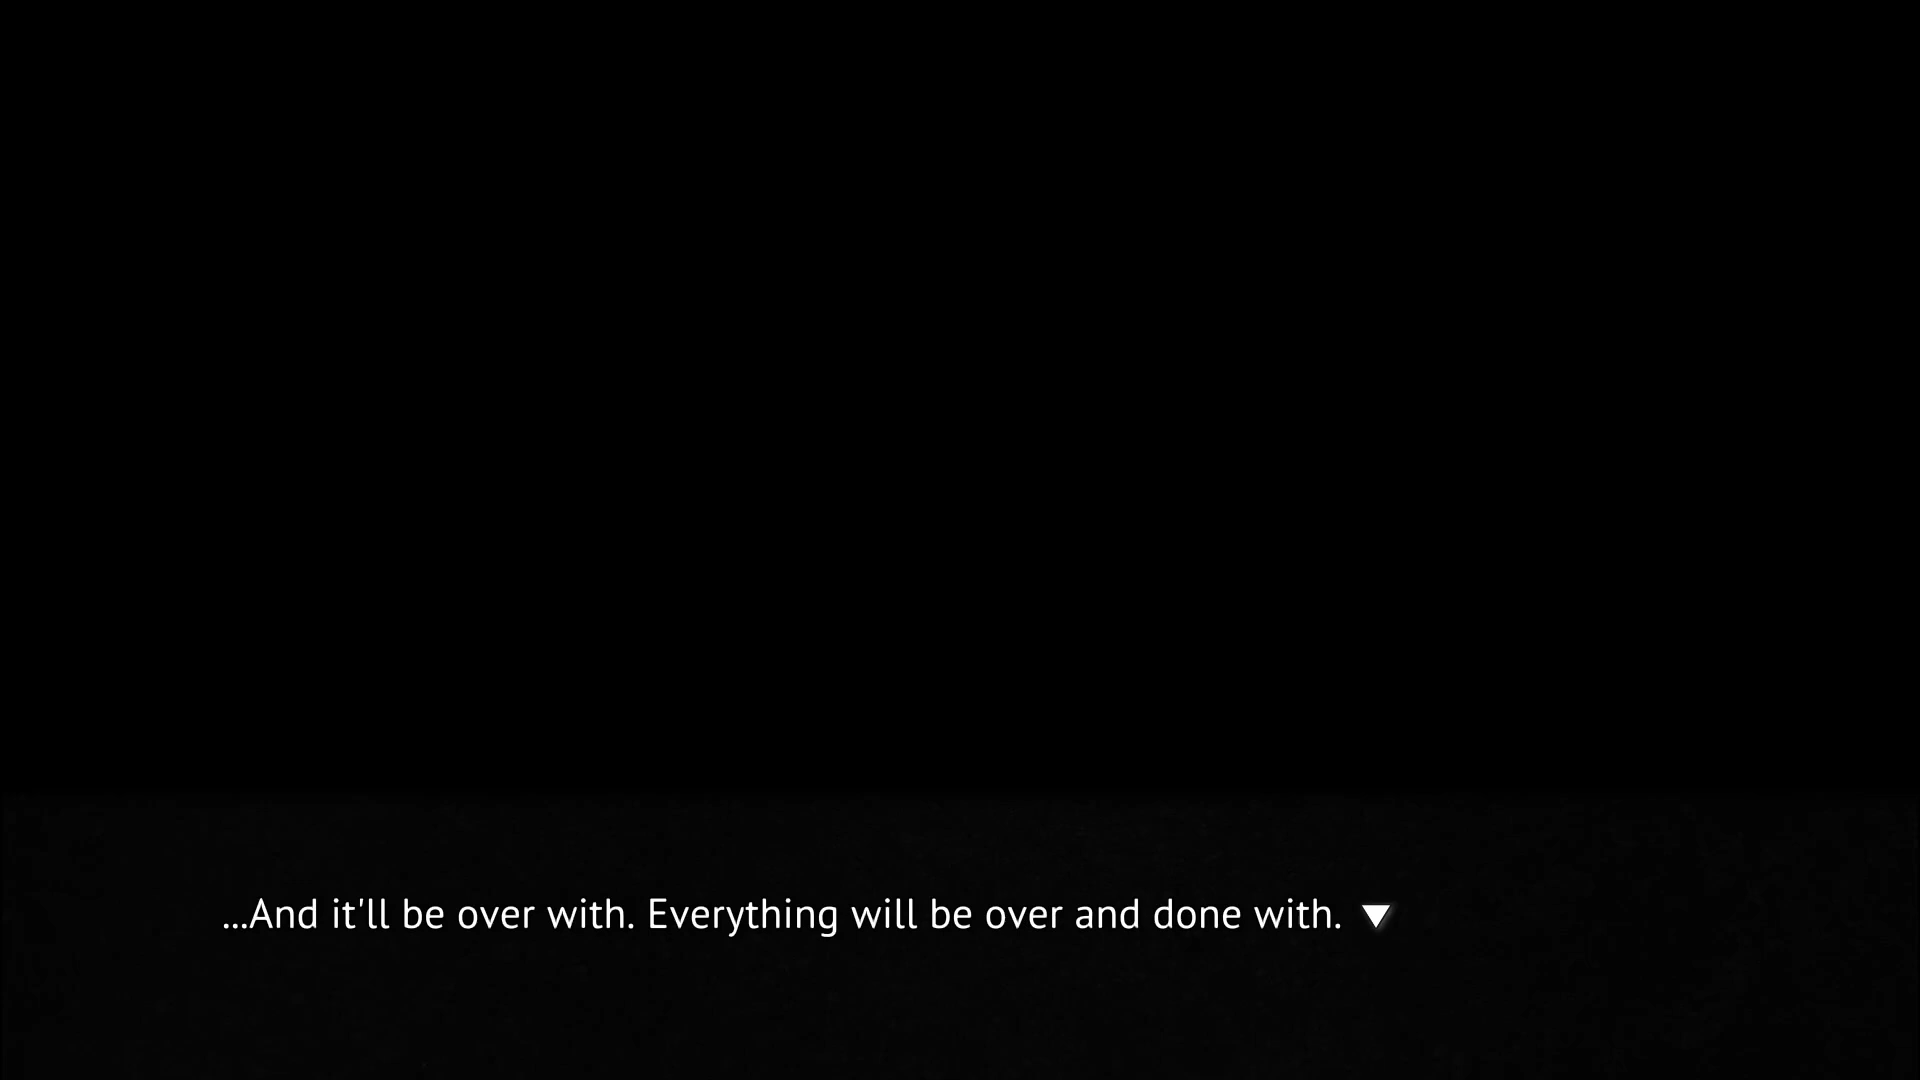 ...And it'll be over with. Everything will be over and done with.